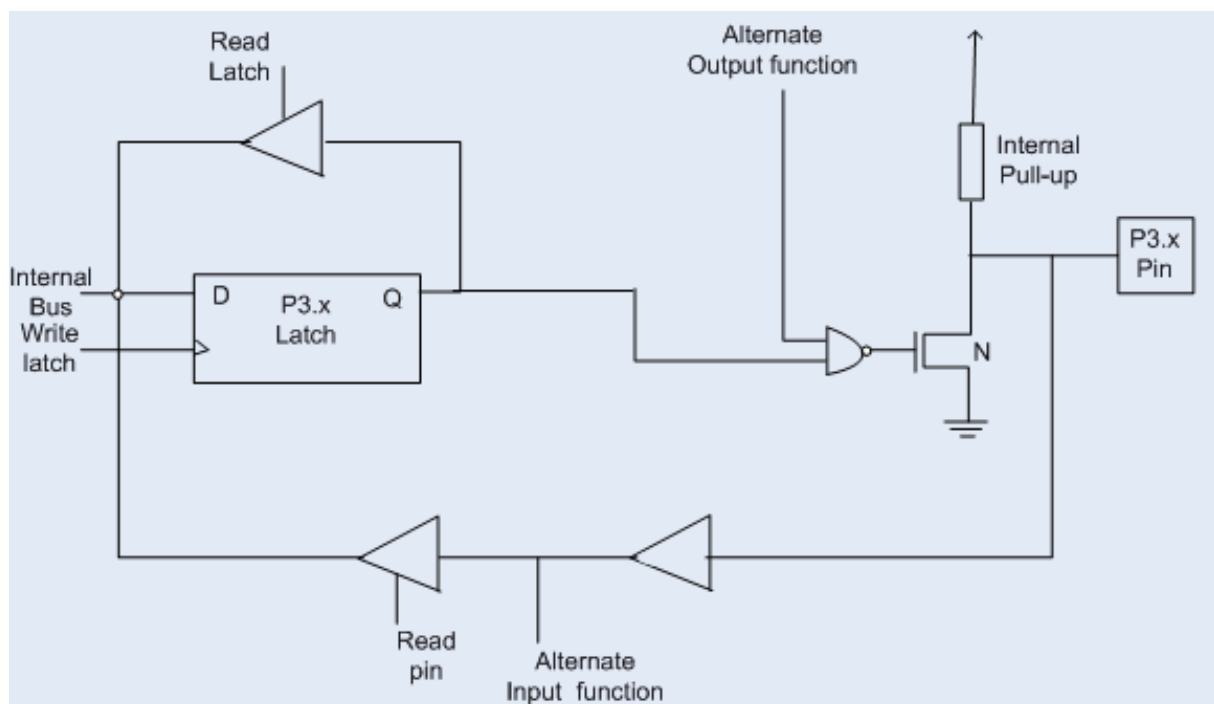 Read
Latch
Alternate
Output function
Internal
Pull-up
P3.x
Pin
Internal
Bus
Write
latch
D
P3.x
Latch
Q
N
Read
pin
Alternate
Input function